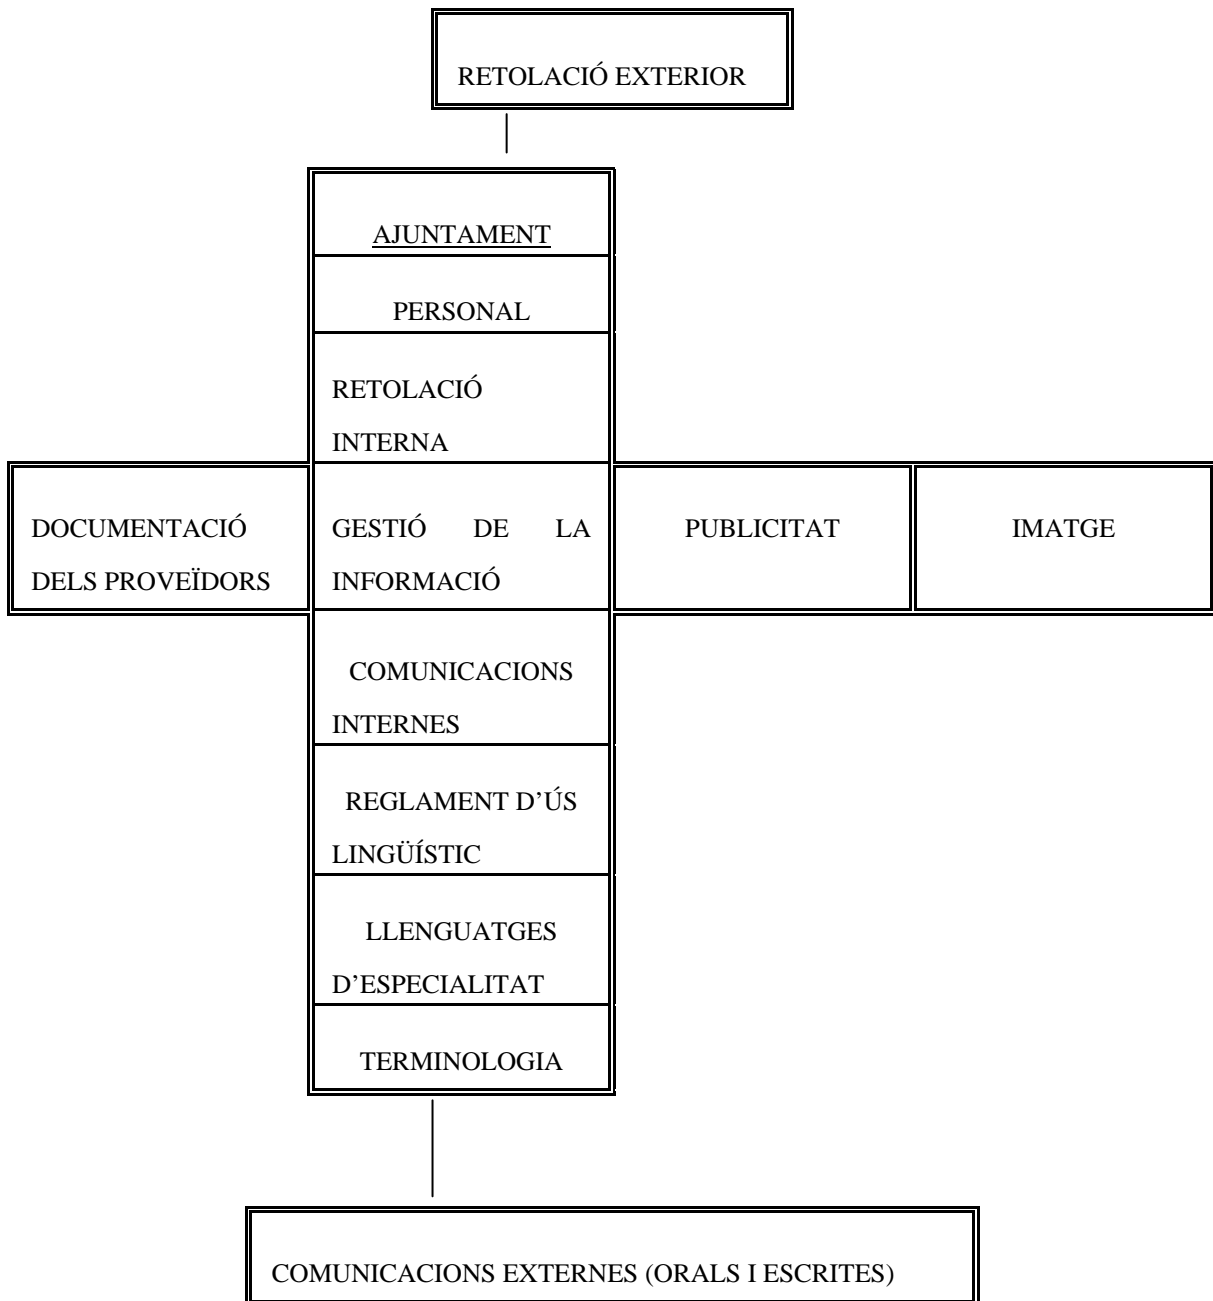 RETOLACIÓ EXTERIOR
AJUNTAMENT
PERSONAL
RETOLACIÓ
INTERNA
DOCUMENTACIÓ
DELS PROVEÏDORS
GESTIÓ DE LA
INFORMACIÓ
PUBLICITAT
IMATGE
COMUNICACIONS
INTERNES
REGLAMENT D’ÚS
LINGÜÍSTIC
LLENGUATGES
D’ESPECIALITAT
TERMINOLOGIA
COMUNICACIONS EXTERNES (ORALS I ESCRITES)